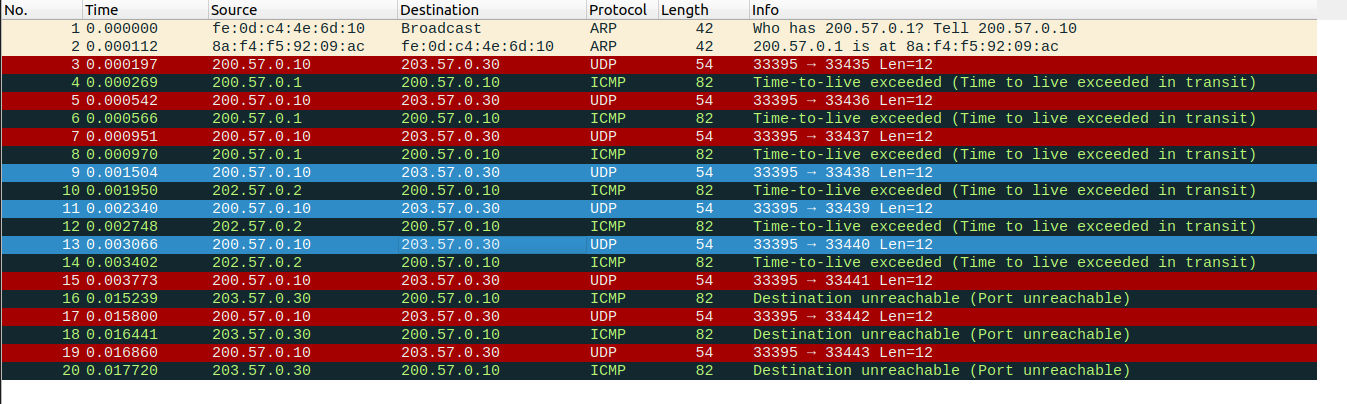 No. Time Source Destination Protocol Length Info
1 0.000000 fe:0d:c4:4e:6d:10 Broadcast ARP 42 Who has 200.57.0.1? Tell 200.57.0.10
2 0.000112 8a:f4:f5:92:09:ac fe:0d:c4:4e:6d:10 ARP 42 200.57.0.1 is at 8a:f4:f5:92:09:ac
3 0.000197 200.57.0.10 203.57.0.30 UDP 54 33395 → 33435 Len=12
4 0.000269 200.57.0.1 200.57.0.10 ICMP 82 Time-to-live exceeded (Time to live exceeded in transit)
5 0.000542 200.57.0.10 203.57.0.30 UDP 54 33395 → 33436 Len=12
6 0.000566 200.57.0.1 200.57.0.10 ICMP 82 Time-to-live exceeded (Time to live exceeded in transit)
7 0.000951 200.57.0.10 203.57.0.30 UDP 54 33395 → 33437 Len=12
8 0.000970 200.57.0.1 200.57.0.10 ICMP 82 Time-to-live exceeded (Time to live exceeded in transit)
9 0.001504 200.57.0.10 203.57.0.30 UDP 54 33395 → 33438 Len=12
10 0.001950 202.57.0.2 200.57.0.10 ICMP 82 Time-to-live exceeded (Time to live exceeded in transit)
11 0.002340 200.57.0.10 203.57.0.30 UDP 54 33395 → 33439 Len=12
12 0.002748 202.57.0.2 200.57.0.10 ICMP 82 Time-to-live exceeded (Time to live exceeded in transit)
13 0.003066 200.57.0.10 203.57.0.30 UDP 54 33395 → 33440 Len=12
14 0.003402 202.57.0.2 200.57.0.10 ICMP 82 Time-to-live exceeded (Time to live exceeded in transit)
15 0.003773 200.57.0.10 203.57.0.30 UDP 54 33395 → 33441 Len=12
16 0.015239 203.57.0.30 200.57.0.10 ICMP 82 Destination unreachable (Port unreachable)
17 0.015800 200.57.0.10 203.57.0.30 UDP 54 33395 → 33442 Len=12
18 0.016441 203.57.0.30 200.57.0.10 ICMP 82 Destination unreachable (Port unreachable)
19 0.016860 200.57.0.10 203.57.0.30 UDP 54 33395 → 33443 Len=12
20 0.017720 203.57.0.30 200.57.0.10 ICMP 82 Destination unreachable (Port unreachable)